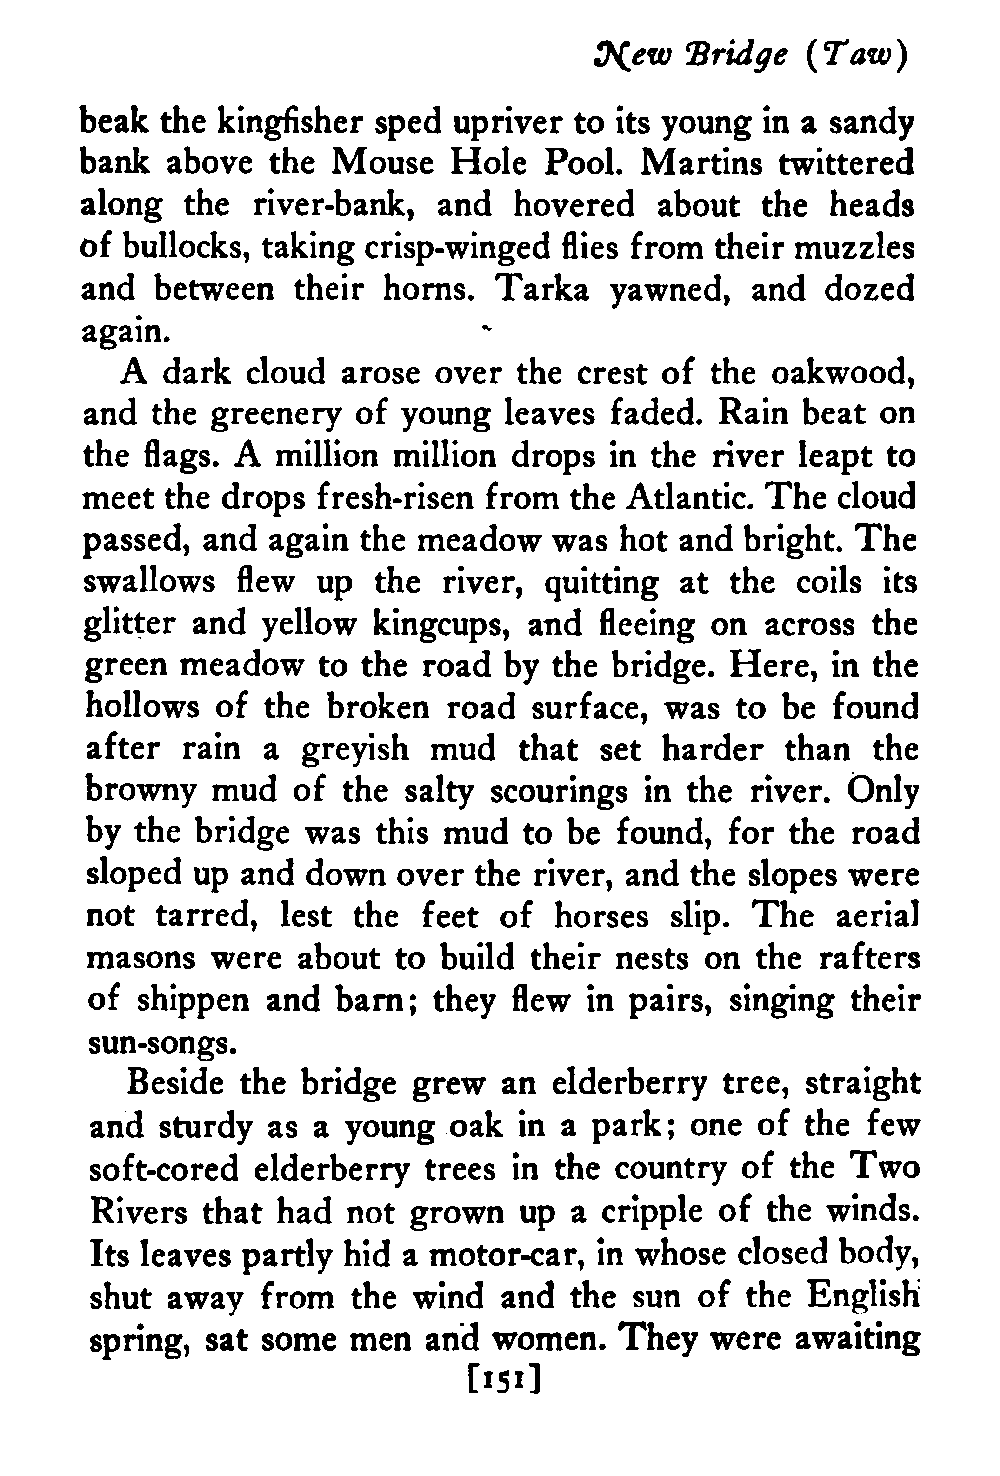 New Bridge (Taw)
beak the kingfisher sped upriver to its young in a sandy
bank above the Mouse Hole Pool. Martins twittered
along the river-bank, and hovered about the heads
of bullocks, taking crisp-winged flies from their muzzles
and between their horns. Tarka yawned, and dozed
again.
A dark cloud arose over the crest of the oakwood,
and the greenery of young leaves faded. Rain beat on
the flags. A million million drops in the river leapt to
meet the drops fresh-risen from the Atlantic. The cloud
passed, and again the meadow was hot and bright. The
swallows flew up the river, quitting at the coils its
glitter and yellow kingcups, and fleeing on across the
green meadow to the road by the bridge. Here, in the
hollows of the broken road surface, was to be found
after rain a greyish mud that set harder than the
browny mud of the salty scourings in the river. Only
by the bridge was this mud to be found, for the road
sloped up and down over the river, and the slopes were
not tarred, lest the feet of horses slip. The aerial
masons were about to build their nests on the rafters
of shippen and barn; they flew in pairs, singing their
sun-songs.
Beside the bridge grew an elderberry tree, straight
and sturdy as a young oak in a park; one of the few
soft-cored elderberry trees in the country of the Two
Rivers that had not grown up a cripple of the winds.
Its leaves partly hid a motor-car, in whose closed body,
shut away from the wind and the sun of the English
spring, sat some men and women. They were awaiting
[151]